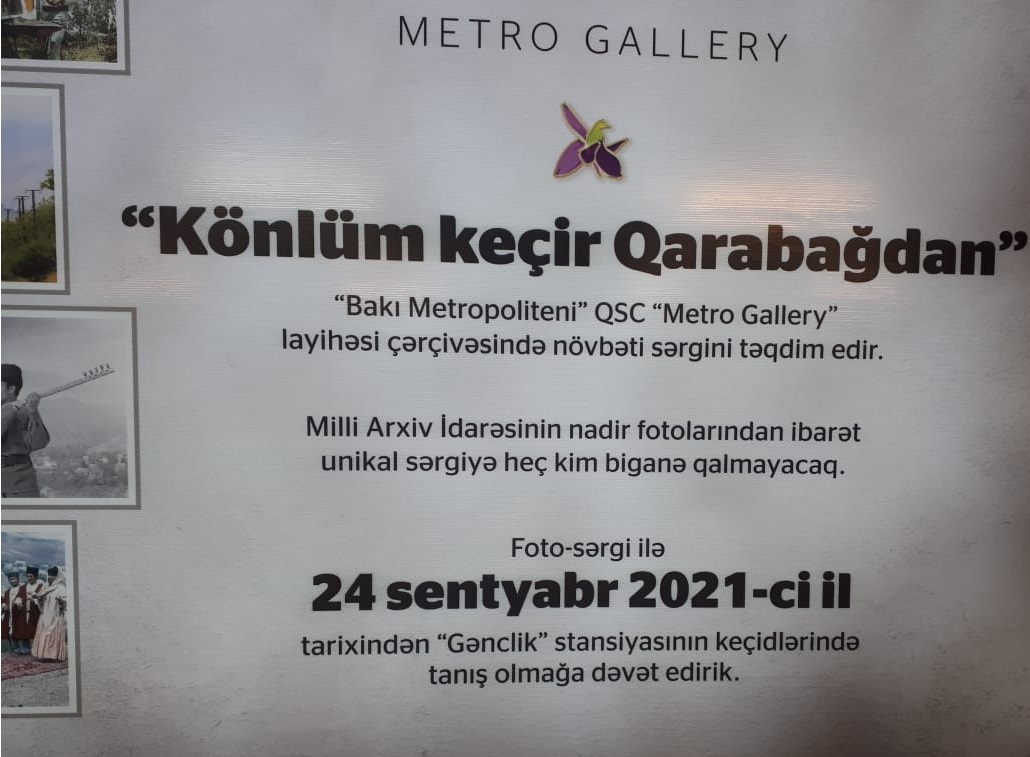 METRO GALLERY
“Könlüm keçir Qarabağdan”
“Bakı Metropoliteni” QSC “Metro Gallery”
layihəsi çərçivəsində növbəti sərgini təqdim edir.
Milli Arxiv İdarəsinin nadir fotolarından ibarət
unikal sərgiyə heç kim biganə qalmayacaq.
Foto-sərgi ilə
24 sentyabr 2021-ci il
tarixindən “Gənclik” stansiyasının keçidlərində
tanış olmağa dəvət edirik.